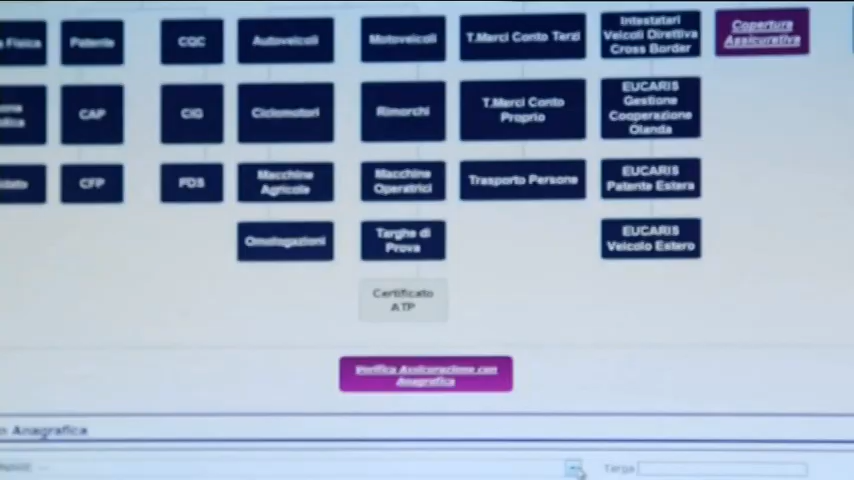 Fisica
Patente
CQC
Autoveicoli
Motoveicoli
T.Merci Conto Terzi
Intestatari
Veicoli Direttiva
Cross Border
Copertura
Assicurativa
CAP
CIG
Ciclomotori
Rimorchi
T.Merci Conto
Proprio
EUCARIS
Gestione
Cooperazione
Olanda
CFP
PDS
Macchine
Agricole
Macchine
Operatrici
Trasporto Persone
EUCARIS
Patente Estera
Omologazioni
Targhe di
Prova
EUCARIS
Veicolo Estero
Certificato
ATP
Verifica Assicurazione con
Anagrafica
Anagrafica
Targa